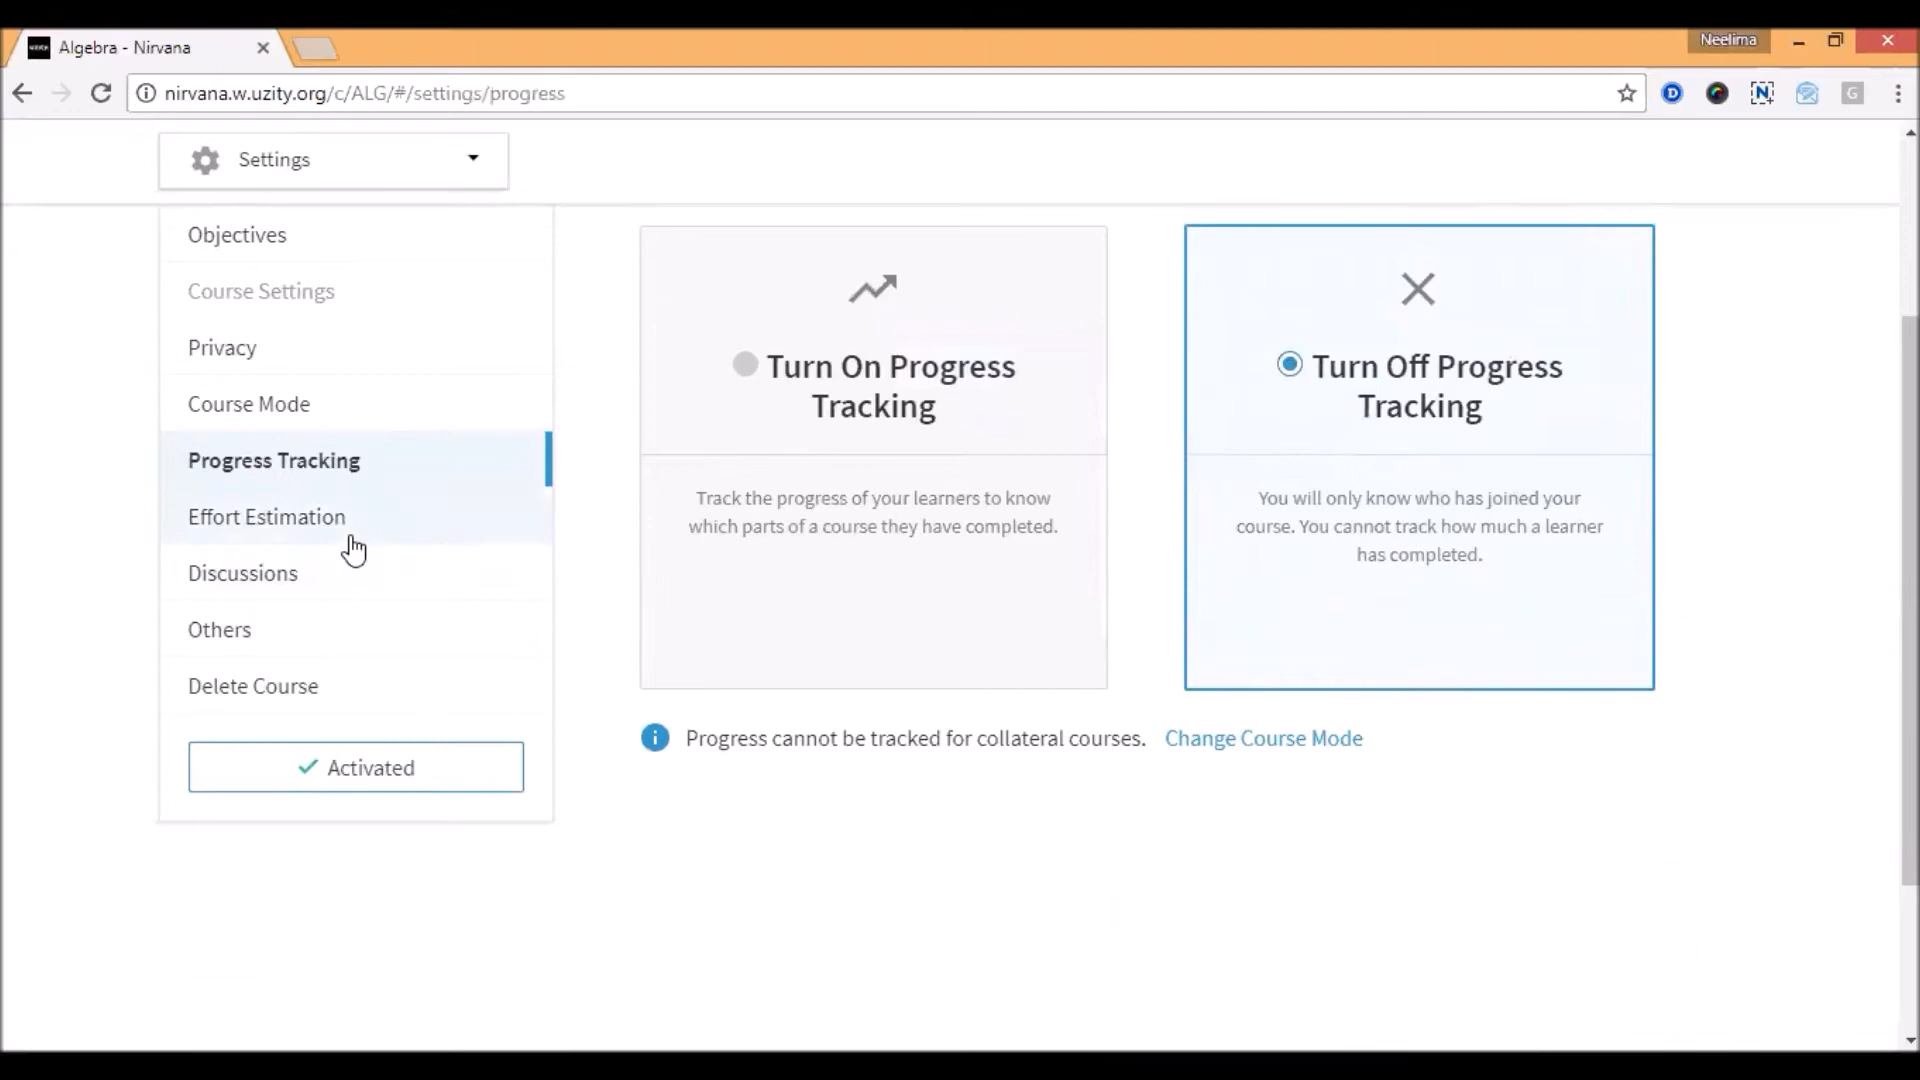 Algebra - Nirvana
Neelima
nirvana.w.uzity.org/c/ALG/#/settings/progress
D
N
G
Settings
Objectives
Course Settings
Privacy
Course Mode
Progress Tracking
Effort Estimation
Discussions
Others
Delete Course
Activated
Turn On Progress
Tracking
Track the progress of your learners to know
which parts of a course they have completed.
Turn Off Progress
Tracking
You will only know who has joined your
course. You cannot track how much a learner
has completed.
Progress cannot be tracked for collateral courses. Change Course Mode